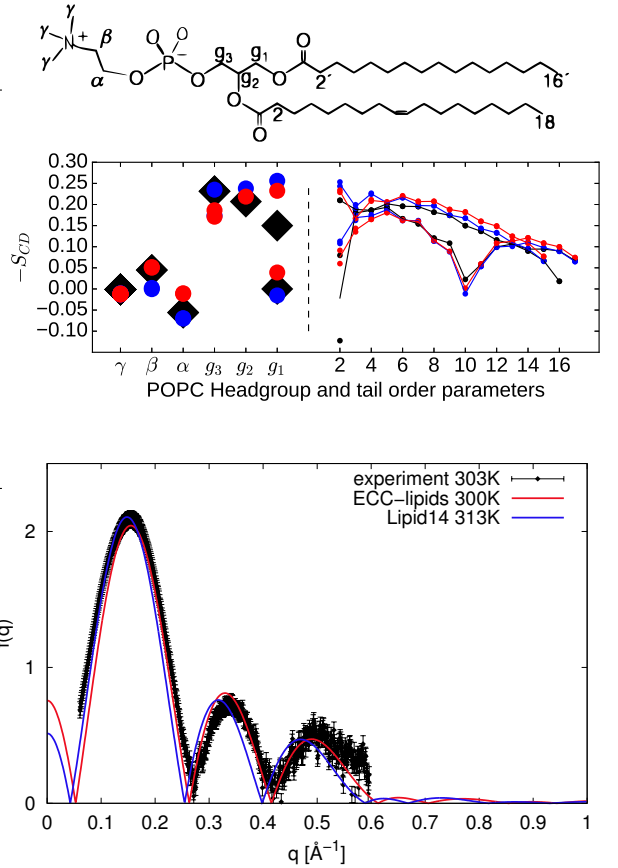 γ
γ
γ
N
+
β
α
O
O
O
P
−
O
g3
g2
g1
O
O
2´
16´
O
O
2
18
0.30
0.25
0.20
0.15
0.10
0.05
0.00
−0.05
−0.10
−S_CD
γ β α g3 g2 g1 2 4 6 8 10 12 14 16
POPC Headgroup and tail order parameters
experiment 303K
ECC-lipids 300K
Lipid14 313K
2
1
0
0 0.1 0.2 0.3 0.4 0.5 0.6 0.7 0.8 0.9 1
q [Å⁻¹]